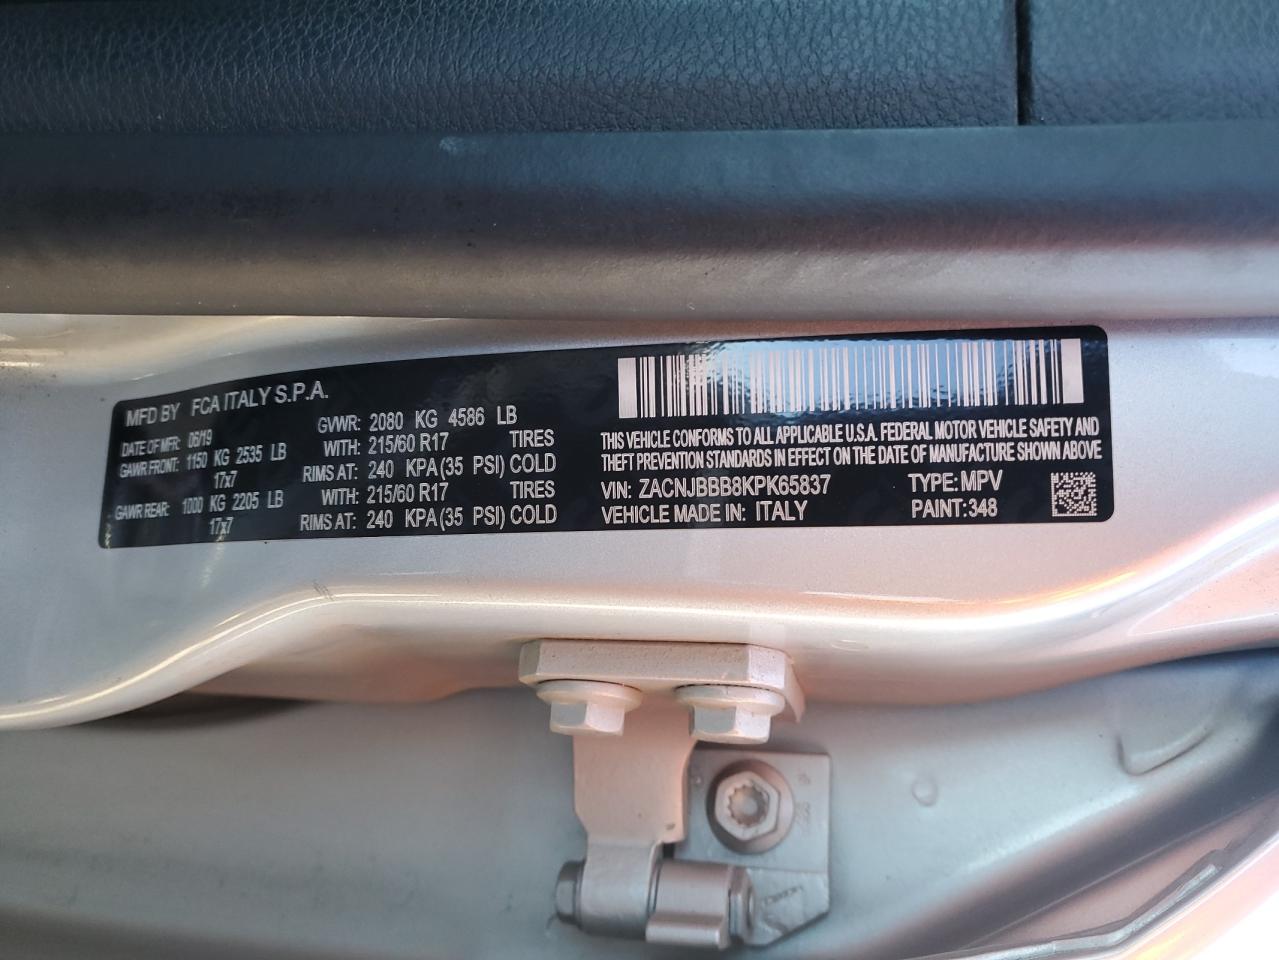 MFD BY FCA ITALY S.P.A.
DATE OF MFR: 06/19 GVWR: 2080 KG 4586 LB
GAWR FRONT: 1150 KG 2535 LB WITH: 215/60 R17 TIRES
17x7 RIMS AT: 240 KPA (35 PSI) COLD
GAWR REAR: 1000 KG 2205 LB WITH: 215/60 R17 TIRES
17x7 RIMS AT: 240 KPA (35 PSI) COLD
THIS VEHICLE CONFORMS TO ALL APPLICABLE U.S.A. FEDERAL MOTOR VEHICLE SAFETY AND
THEFT PREVENTION STANDARDS IN EFFECT ON THE DATE OF MANUFACTURE SHOWN ABOVE
VIN: ZACNJBBB8KPK65837 TYPE: MPV
VEHICLE MADE IN: ITALY PAINT: 348